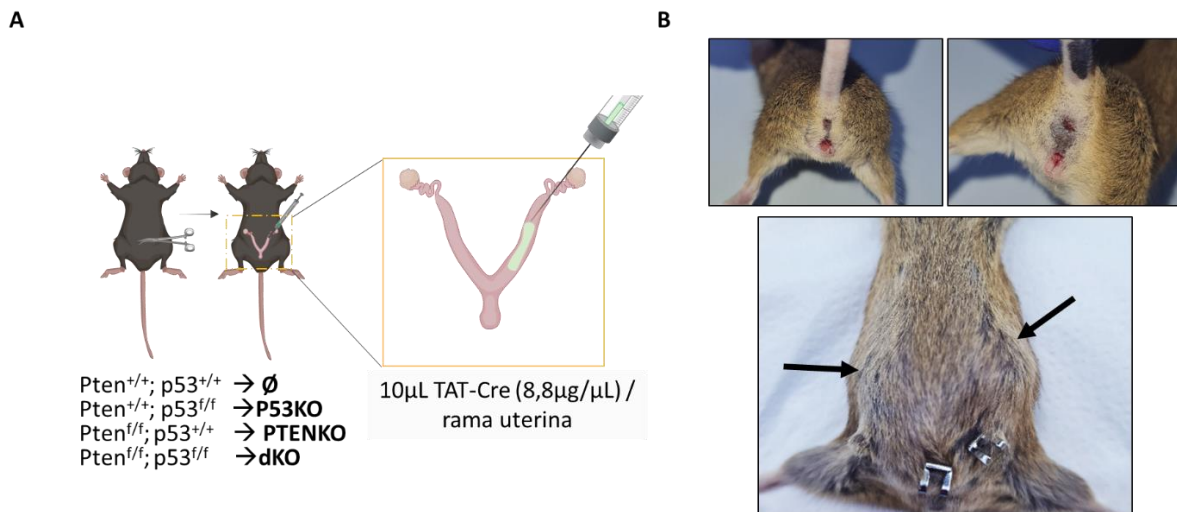 A
B
Pten+/+; p53+/+ → Ø
Pten+/+; p53f/f →P53KO
Ptenf/f; p53+/+ → PTENKO
Ptenf/f; p53f/f →dKO
10µL TAT-Cre (8,8µg/µL) /
rama uterina